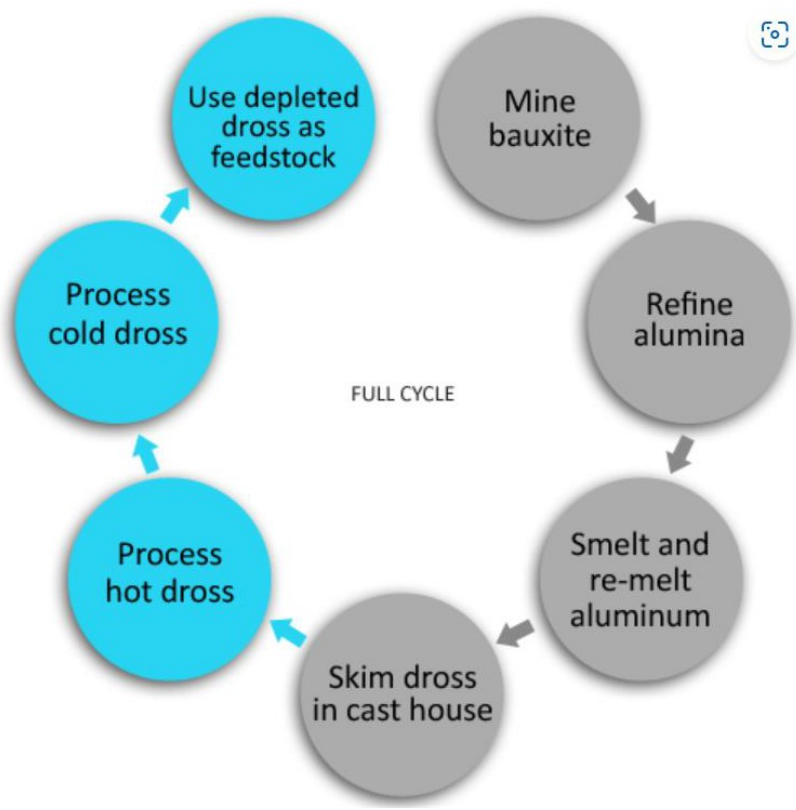 Mine
bauxite
Refine
alumina
Smelt and
re-melt
aluminum
Skim dross
in cast house
Process
hot dross
Process
cold dross
Use depleted
dross as
feedstock
FULL CYCLE